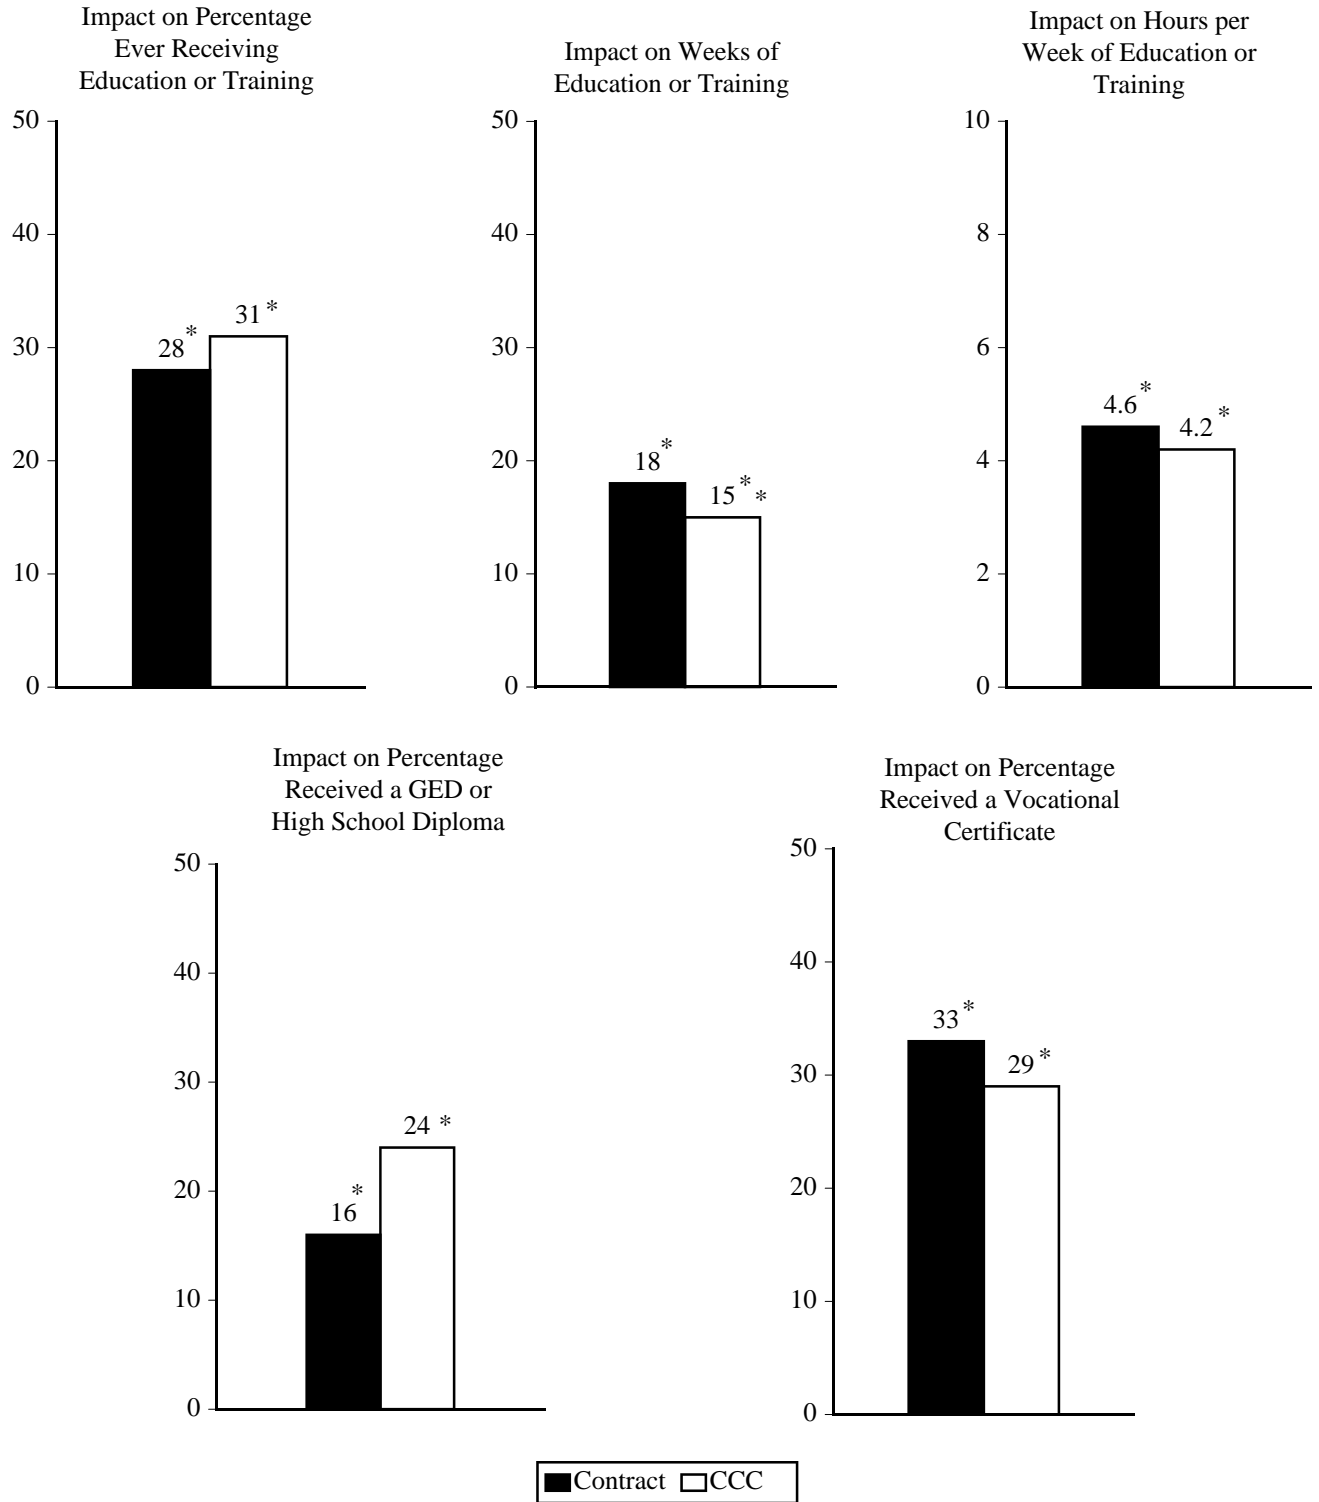 Impact on Percentage
Ever Receiving
Education or Training
50
40
30
20
10
0
28*
31*
Impact on Weeks of
Education or Training
50
40
30
20
10
0
18*
15**
Impact on Hours per
Week of Education or
Training
10
8
6
4
2
0
4.6*
4.2*
Impact on Percentage
Received a GED or
High School Diploma
50
40
30
20
10
0
16*
24*
Impact on Percentage
Received a Vocational
Certificate
50
40
30
20
10
0
33*
29*
Contract CCC